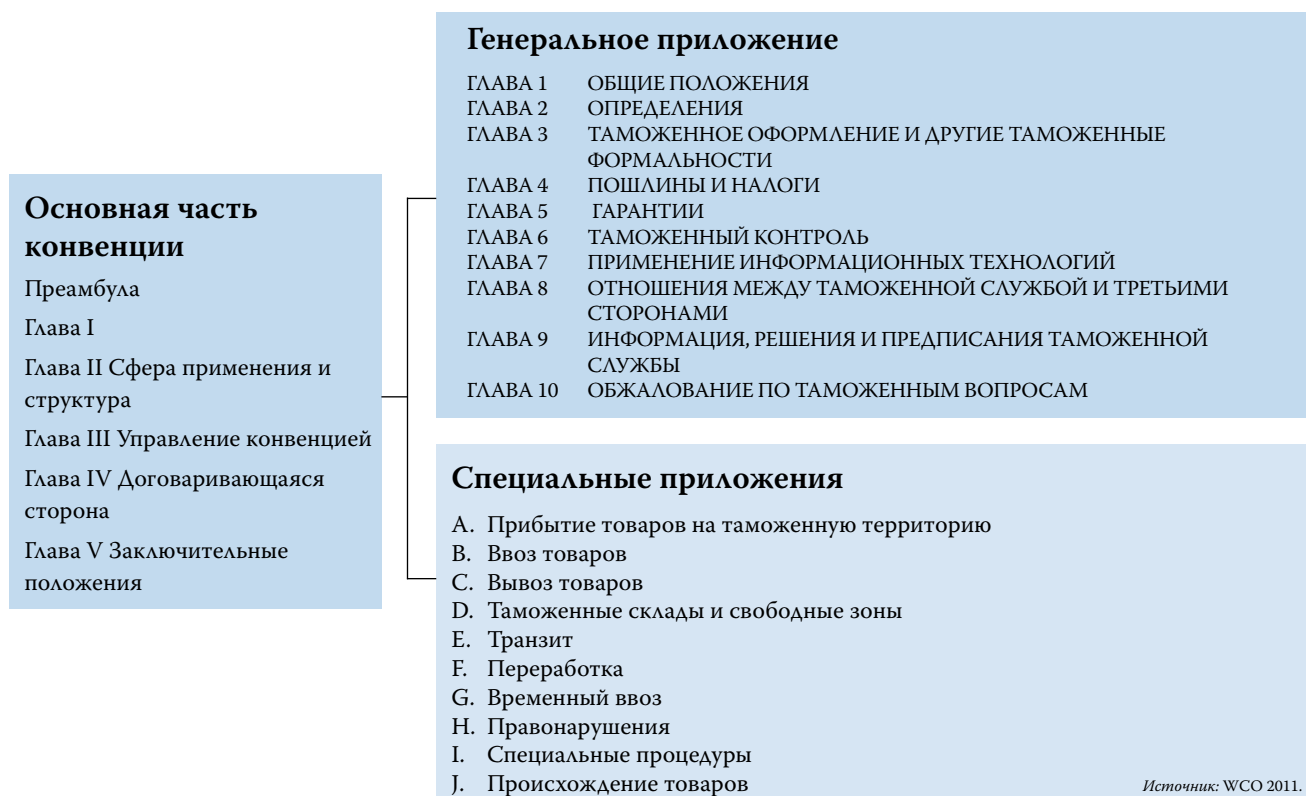 Основная часть
конвенции
Преамбула
Глава I
Глава II Сфера применения и
структура
Глава III Управление конвенцией
Глава IV Договаривающаяся
сторона
Глава V Заключительные
положения
Генеральное приложение
ГЛАВА 1 ОБЩИЕ ПОЛОЖЕНИЯ
ГЛАВА 2 ОПРЕДЕЛЕНИЯ
ГЛАВА 3 ТАМОЖЕННОЕ ОФОРМЛЕНИЕ И ДРУГИЕ ТАМОЖЕННЫЕ
ФОРМАЛЬНОСТИ
ГЛАВА 4 ПОШЛИНЫ И НАЛОГИ
ГЛАВА 5 ГАРАНТИИ
ГЛАВА 6 ТАМОЖЕННЫЙ КОНТРОЛЬ
ГЛАВА 7 ПРИМЕНЕНИЕ ИНФОРМАЦИОННЫХ ТЕХНОЛОГИЙ
ГЛАВА 8 ОТНОШЕНИЯ МЕЖДУ ТАМОЖЕННОЙ СЛУЖБОЙ И ТРЕТЬИМИ
СТОРОНАМИ
ГЛАВА 9 ИНФОРМАЦИЯ, РЕШЕНИЯ И ПРЕДПИСАНИЯ ТАМОЖЕННОЙ
СЛУЖБЫ
ГЛАВА 10 ОБЖАЛОВАНИЕ ПО ТАМОЖЕННЫМ ВОПРОСАМ
Специальные приложения
A. Прибытие товаров на таможенную территорию
B. Ввоз товаров
C. Вывоз товаров
D. Таможенные склады и свободные зоны
E. Транзит
F. Переработка
G. Временный ввоз
H. Правонарушения
I. Специальные процедуры
J. Происхождение товаров
Источник: WCO 2011.